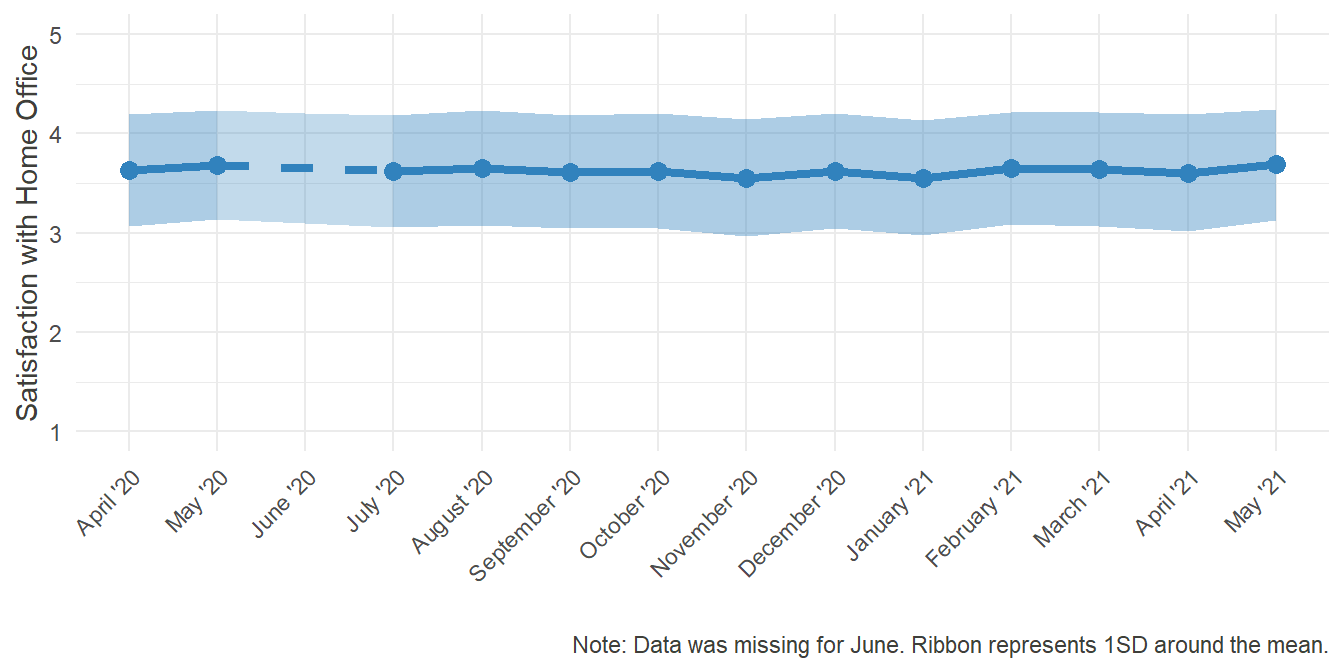 Satisfaction with Home Office
5
4
3
2
1
April '20
May '20
June '20
July '20
August '20
September '20
October '20
November '20
December '20
January '21
February '21
March '21
April '21
May '21
Note: Data was missing for June. Ribbon represents 1SD around the mean.